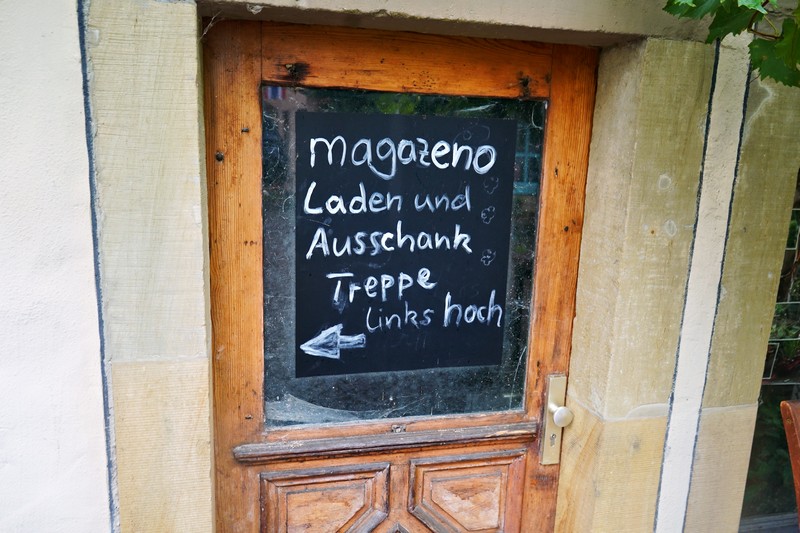 magazeno
Laden und
Ausschank
Treppe
links hoch